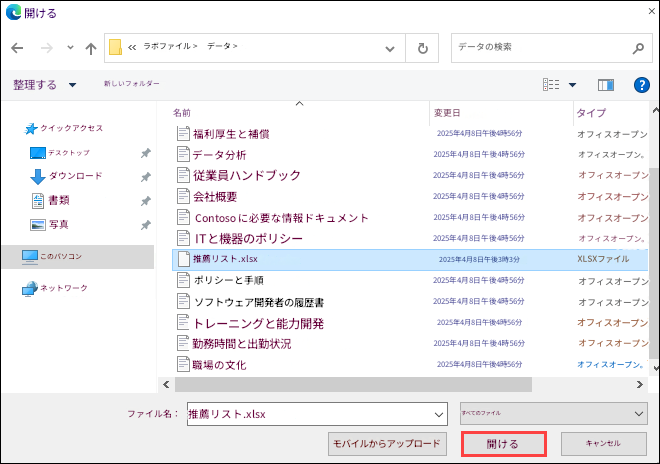 開ける
« ラボファイル > データ >
データの検索
整理する
新しいフォルダー
名前 変更日 タイプ
クイックアクセス
デスクトップ
ダウンロード
書類
写真
このパソコン
ネットワーク
福利厚生と補償 2025年4月8日午後4時56分 オフィスオープン
データ分析 2025年4月8日午後4時56分 オフィスオープン。
従業員ハンドブック 2025年4月8日午後4時56分 オフィスオープン
会社概要 2025年4月8日午後4時56分 オフィスオープン
Contosoに必要な情報ドキュメント 2025年4月8日午後4時56分 オフィスオープン
ITと機器のポリシー 2025年4月8日午後4時56分 オフィスオープン。
推薦リスト.xlsx 2025年4月8日午後3時3分 XLSXファイル
ポリシーと手順 2025年4月8日午後4時56分 オフィスオープン。
ソフトウェア開発者の履歴書 2025年4月8日午後4時56分 オフィスオープン
トレーニングと能力開発 2025年4月8日午後4時56分 オフィスオープン
勤務時間と出勤状況 2025年4月8日午後4時56分 オフィスオープン
職場の文化 2025年4月8日午後4時56分 オフィスオープン。
ファイル名： 推薦リスト.xlsx すべてのファイル
モバイルからアップロード 開ける キャンセル